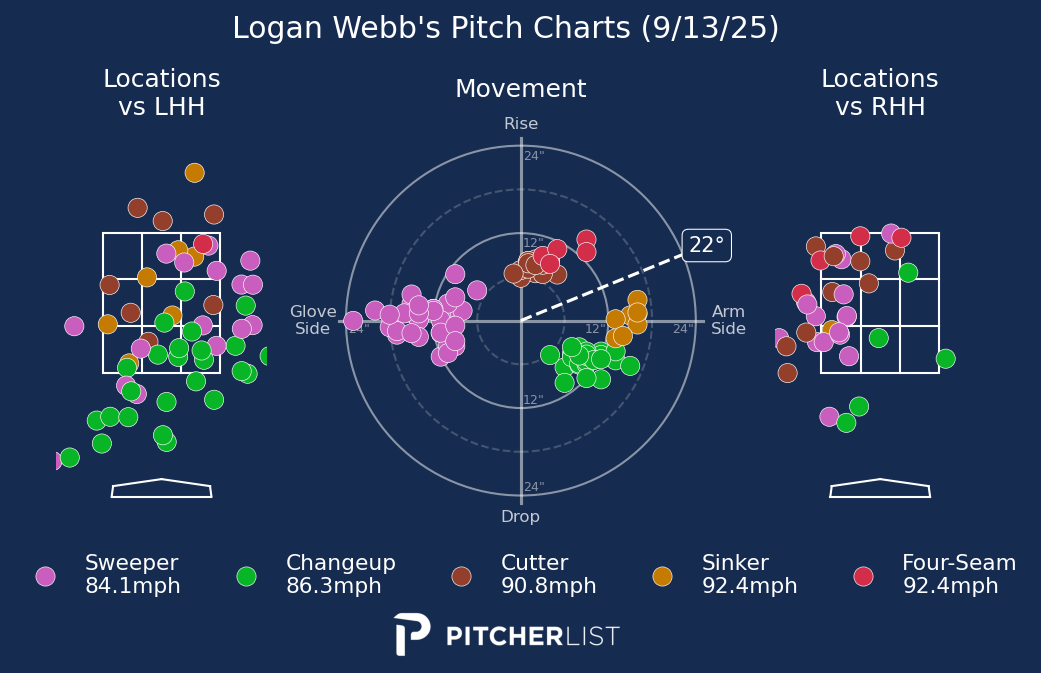 Logan Webb's Pitch Charts (9/13/25)
Locations
vs LHH
Movement
Locations
vs RHH
Rise
24"
12"
22°
Glove
Side
24"
12"
24"
Arm
Side
12"
24"
Drop
Sweeper
84.1mph
Changeup
86.3mph
Cutter
90.8mph
Sinker
92.4mph
Four-Seam
92.4mph
PITCHERLIST